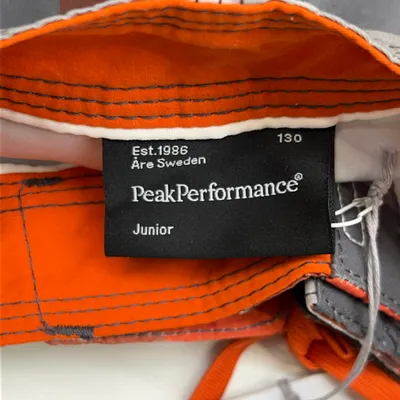 Est.1986 130
Åre Sweden
PeakPerformance®
Junior